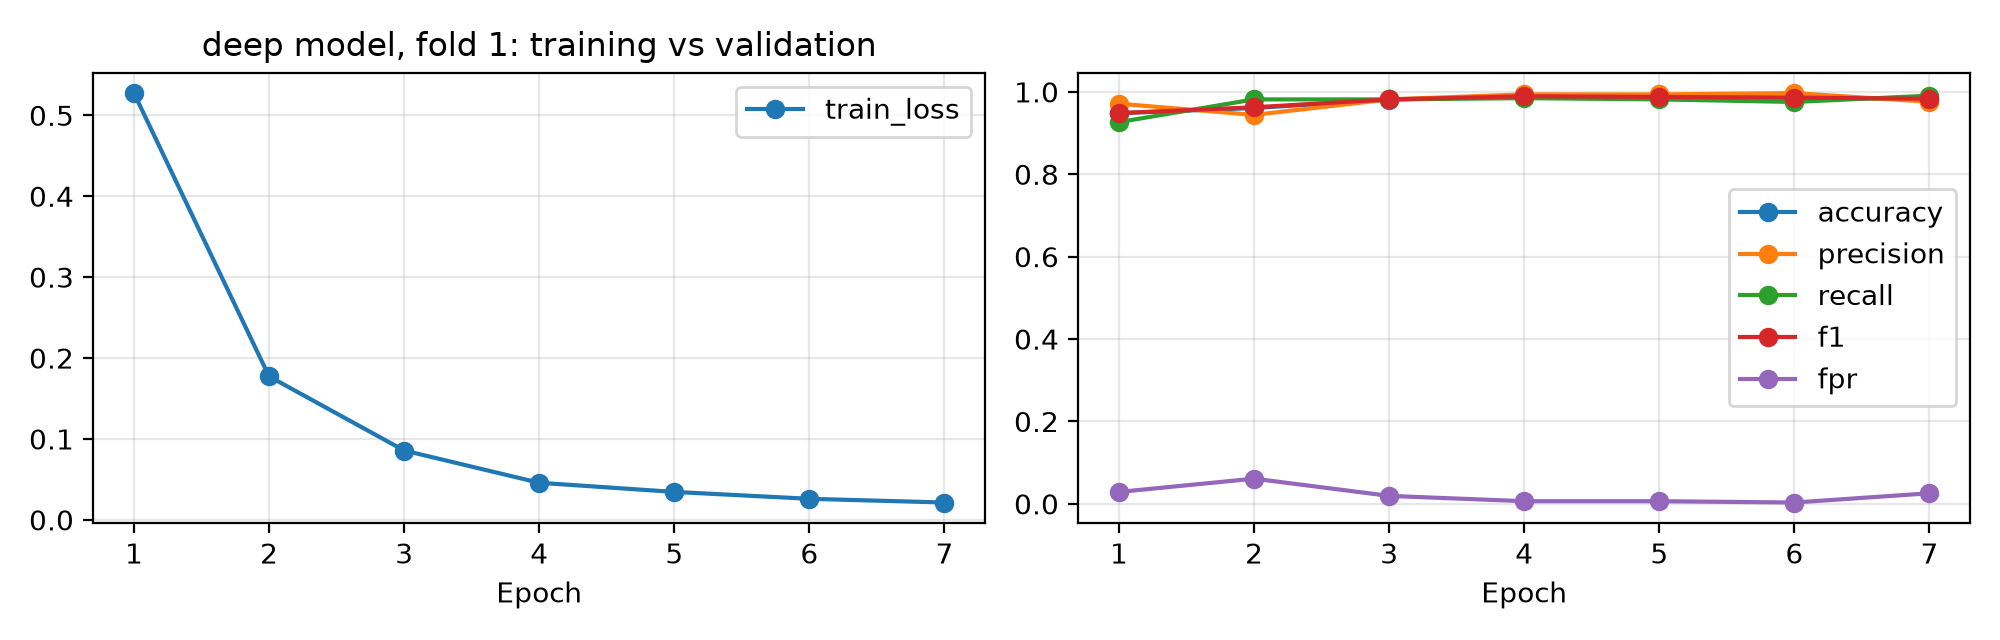 deep model, fold 1: training vs validation
train_loss
0.5
0.4
0.3
0.2
0.1
0.0
1 2 3 4 5 6 7
Epoch
1.0
0.8
0.6
0.4
0.2
0.0
accuracy
precision
recall
f1
fpr
1 2 3 4 5 6 7
Epoch